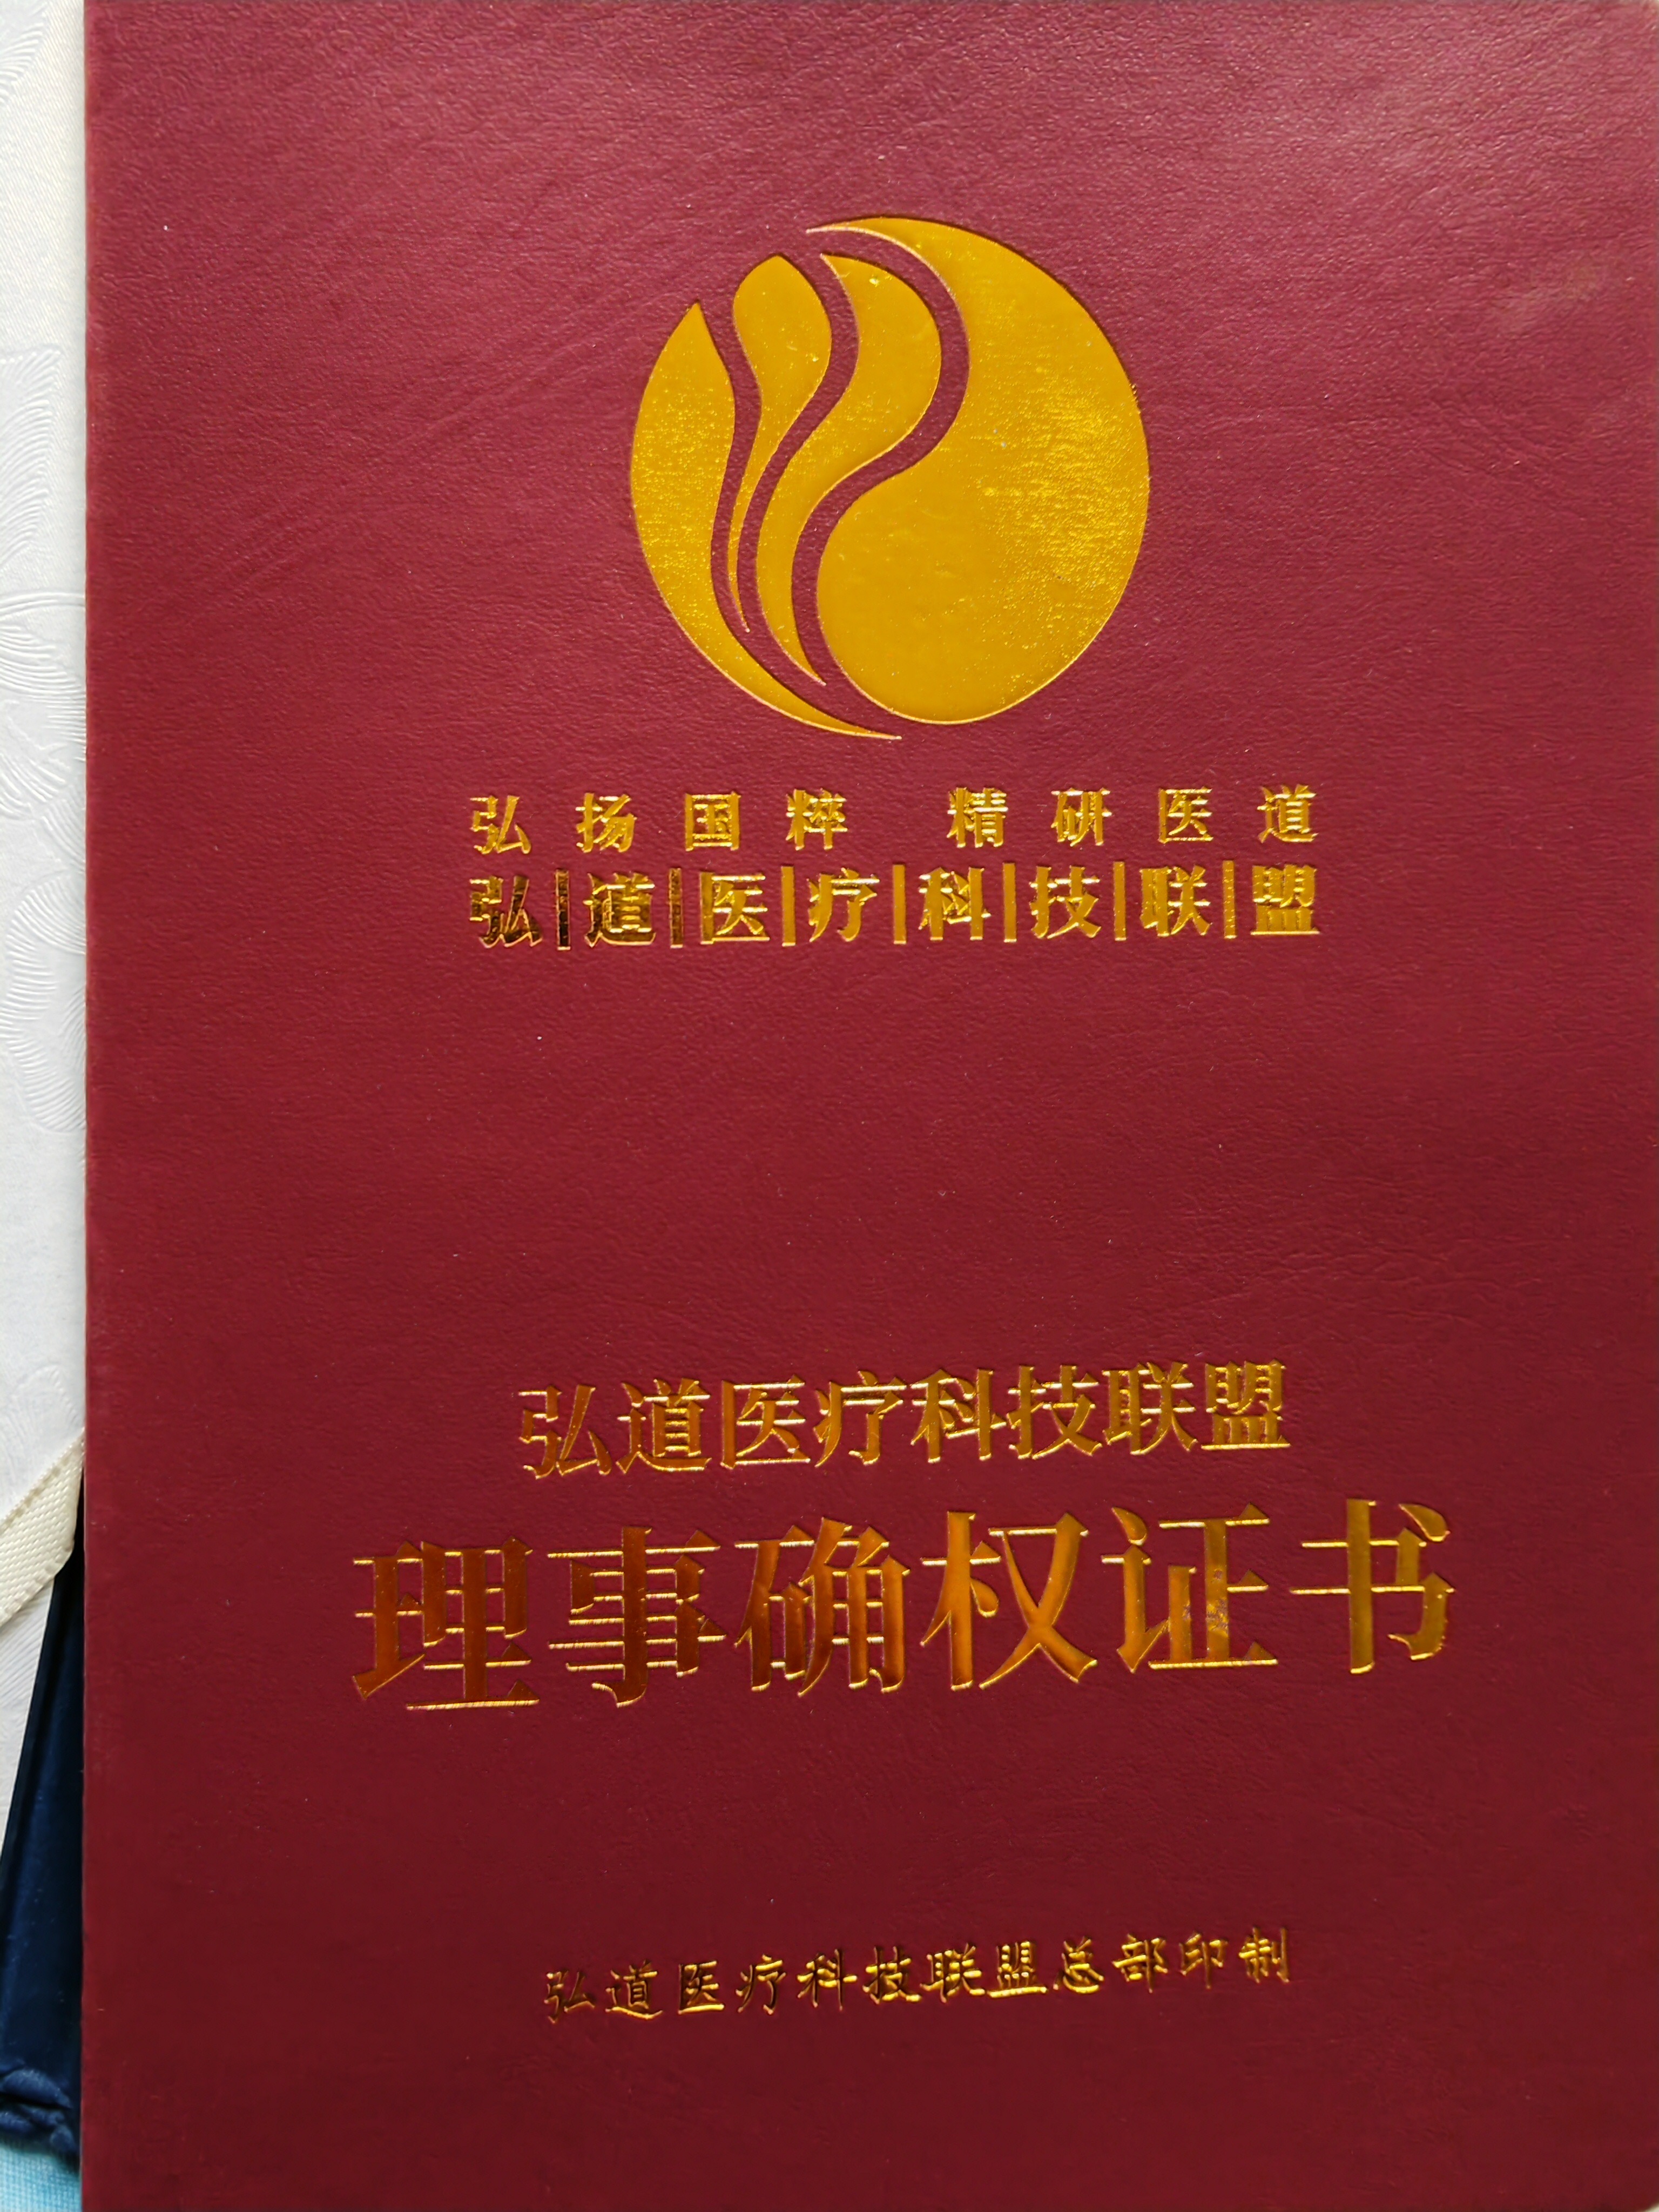 弘扬国粹 精研医道
弘|道|医|疗|科|技|联|盟
弘道医疗科技联盟
理事确权证书
弘道医疗科技联盟总部印制